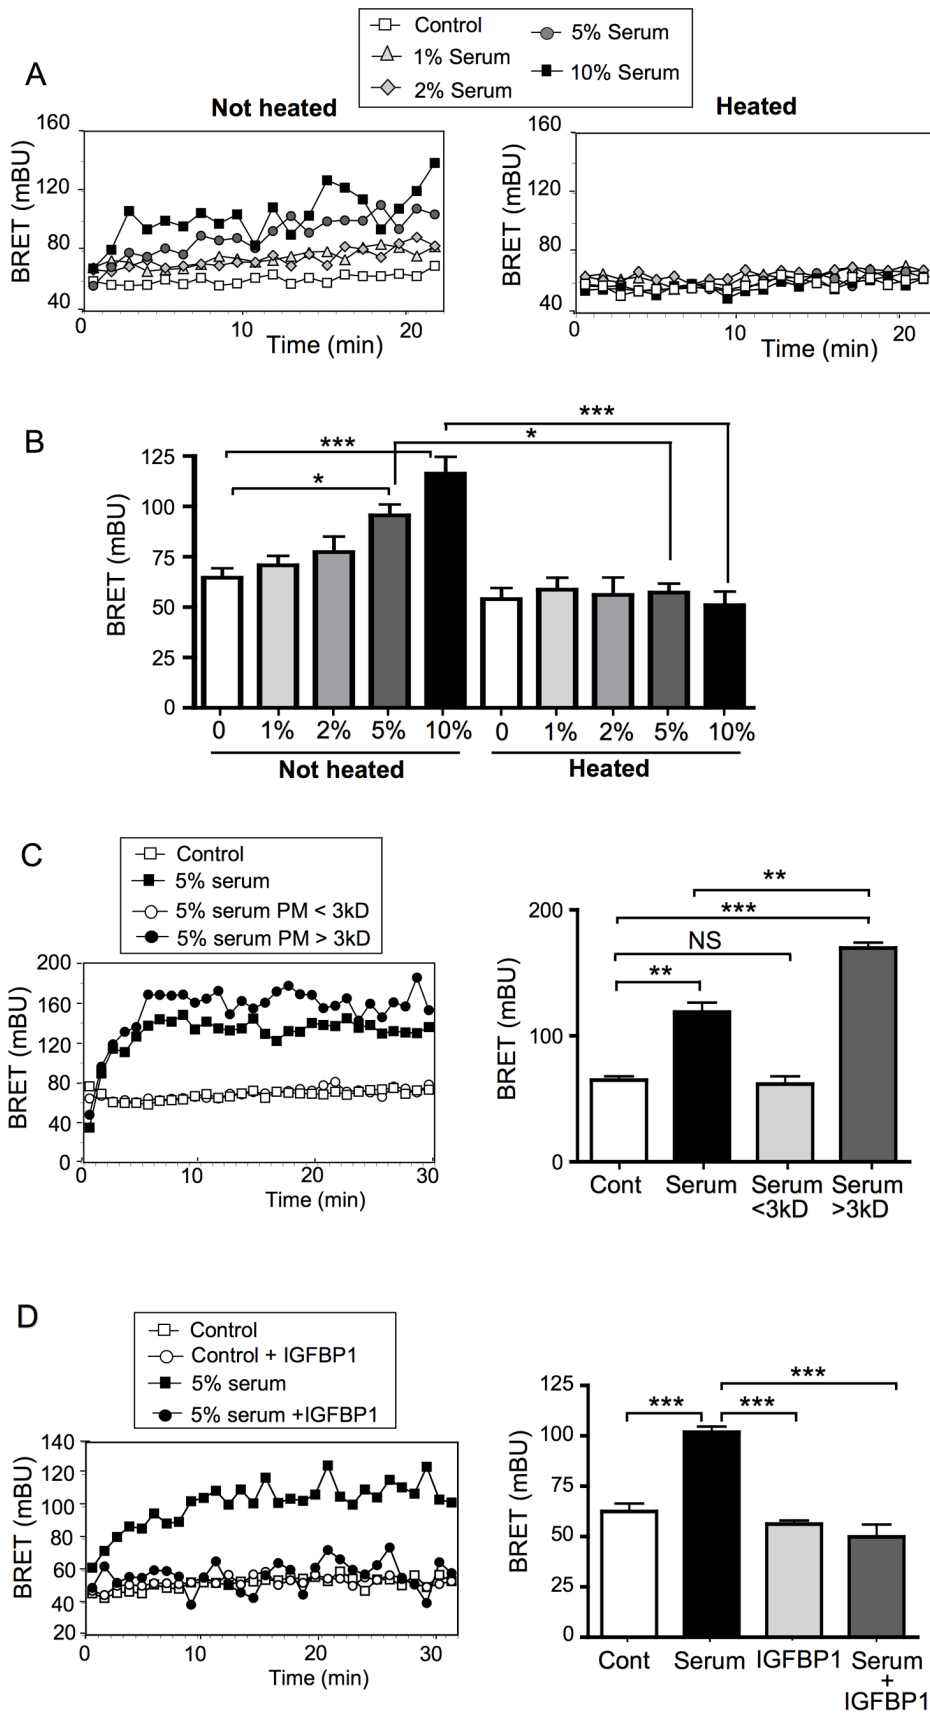 Control
1% Serum
2% Serum
5% Serum
10% Serum
A
Not heated
Heated
BRET (mBU)
160
120
80
40
0
10
20
Time (min)
BRET (mBU)
160
120
80
40
0
10
20
Time (min)
B
***
*
***
*
BRET (mBU)
125
100
75
50
25
0
0 1% 2% 5% 10% 0 1% 2% 5% 10%
Not heated Heated
C
Control
5% serum
5% serum PM < 3kD
5% serum PM > 3kD
BRET (mBU)
200
160
120
80
40
0
0 10 20 30
Time (min)
**
***
NS
**
BRET (mBU)
200
100
0
Cont Serum Serum Serum
<3kD >3kD
D
Control
Control + IGFBP1
5% serum
5% serum +IGFBP1
BRET (mBU)
140
120
100
80
60
40
20
0 10 20 30
Time (min)
***
*** ***
BRET (mBU)
125
100
75
50
25
0
Cont Serum IGFBP1 Serum
+
IGFBP1